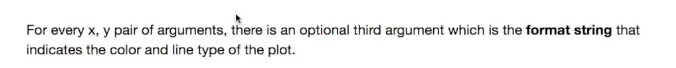 For every x, y pair of arguments, there is an optional third argument which is the format string that
indicates the color and line type of the plot.